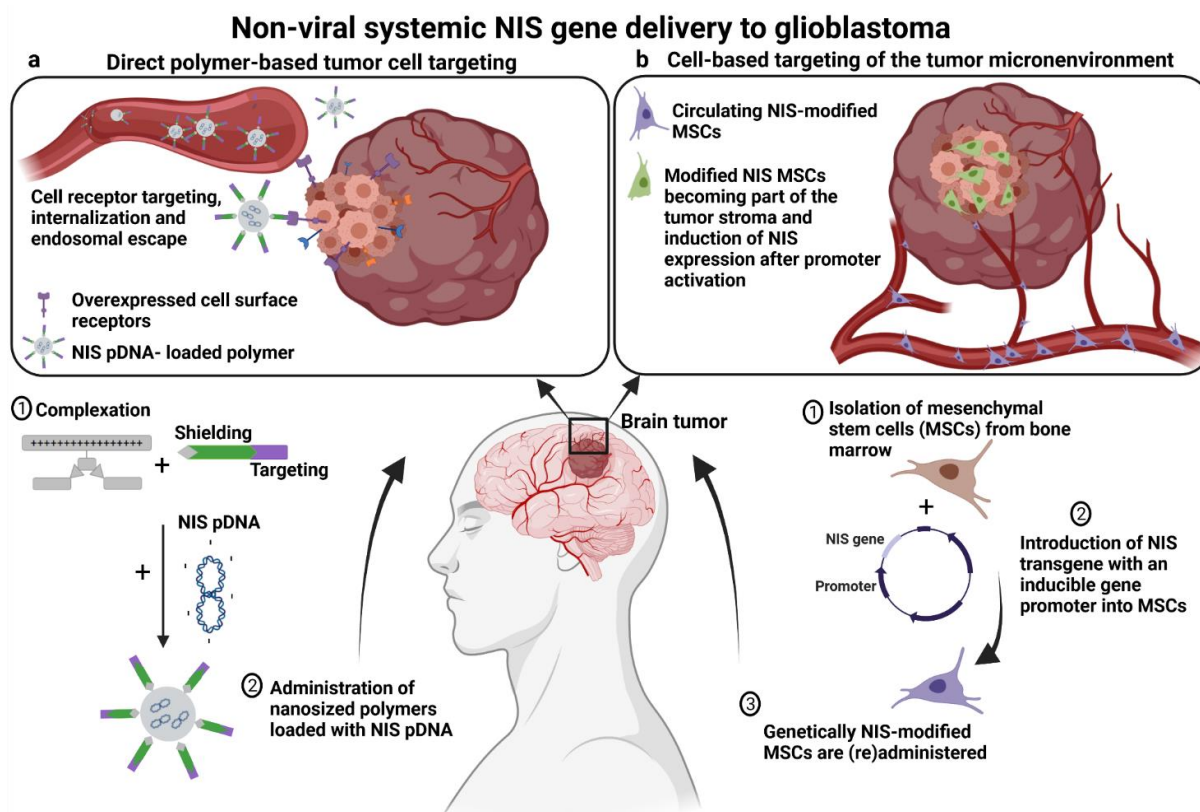 Non-viral systemic NIS gene delivery to glioblastoma
a
Direct polymer-based tumor cell targeting
Cell receptor targeting,
internalization and
endosomal escape
Overexpressed cell surface
receptors
NIS pDNA- loaded polymer
b
Cell-based targeting of the tumor micronenvironment
Circulating NIS-modified
MSCs
Modified NIS MSCs
becoming part of the
tumor stroma and
induction of NIS
expression after promoter
activation
1 Complexation
+++++++++++++++++
+
Shielding
Targeting
NIS pDNA
+
2 Administration of
nanosized polymers
loaded with NIS pDNA
Brain tumor
1 Isolation of mesenchymal
stem cells (MSCs) from bone
marrow
+
NIS gene
Promoter
2
Introduction of NIS
transgene with an
inducible gene
promoter into MSCs
3
Genetically NIS-modified
MSCs are (re)administered